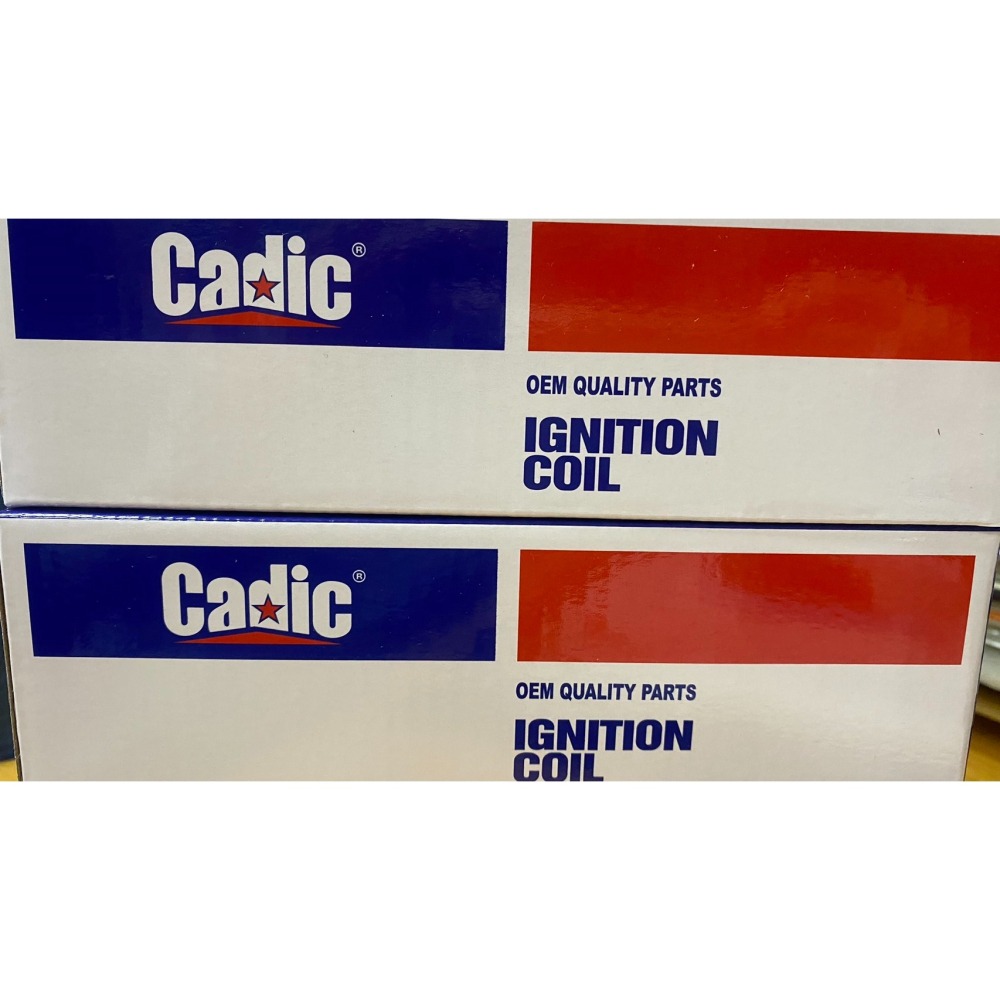 Cadic®
OEM QUALITY PARTS
IGNITION
COIL
Cadic®
OEM QUALITY PARTS
IGNITION
COIL